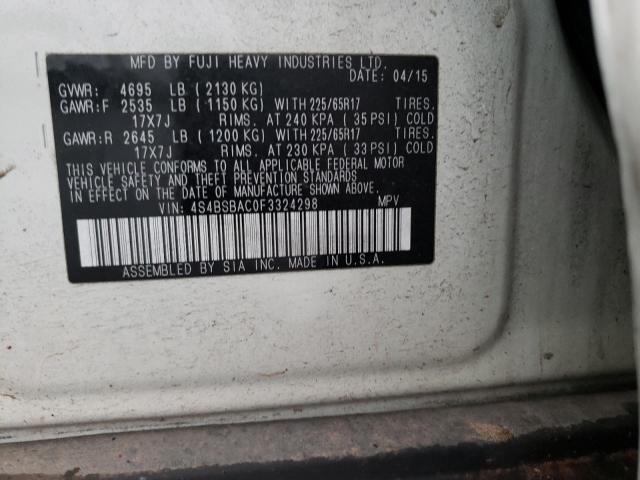 MFD BY FUJI HEAVY INDUSTRIES LTD.
DATE: 04/15
GVWR: 4695 LB (2130 KG)
GAWR:F 2535 LB (1150 KG) WITH 225/65R17 TIRES.
17X7J RIMS. AT 240 KPA (35 PSI) COLD
GAWR:R 2645 LB (1200 KG) WITH 225/65R17 TIRES.
17X7J RIMS. AT 230 KPA (33 PSI) COLD
THIS VEHICLE CONFORMS TO ALL APPLICABLE FEDERAL MOTOR
VEHICLE SAFETY AND THEFT PREVENTION STANDARDS
IN EFFECT ON THE DATE OF MANUFACTURE SHOWN ABOVE.
VIN: 4S4BSBAC0F3324298 MPV
ASSEMBLED BY SIA INC. MADE IN U.S.A.